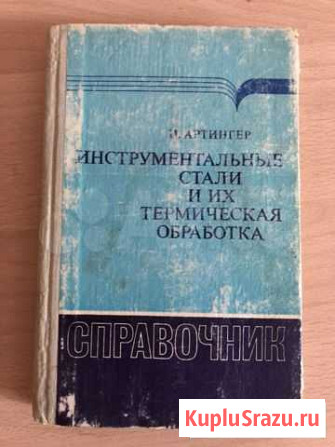 И. АРТИНГЕР
ИНСТРУМЕНТАЛЬНЫЕ
СТАЛИ
И ИХ
ТЕРМИЧЕСКАЯ
ОБРАБОТКА
СПРАВОЧНИК
KupluSrazu.ru